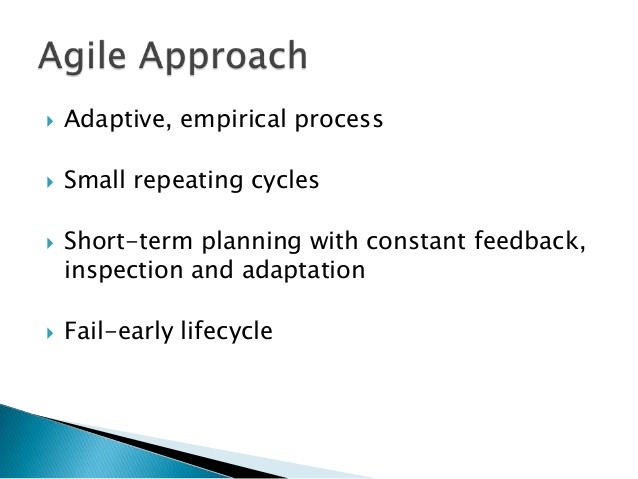 Agile Approach
Adaptive, empirical process
Small repeating cycles
Short-term planning with constant feedback,
inspection and adaptation
Fail-early lifecycle